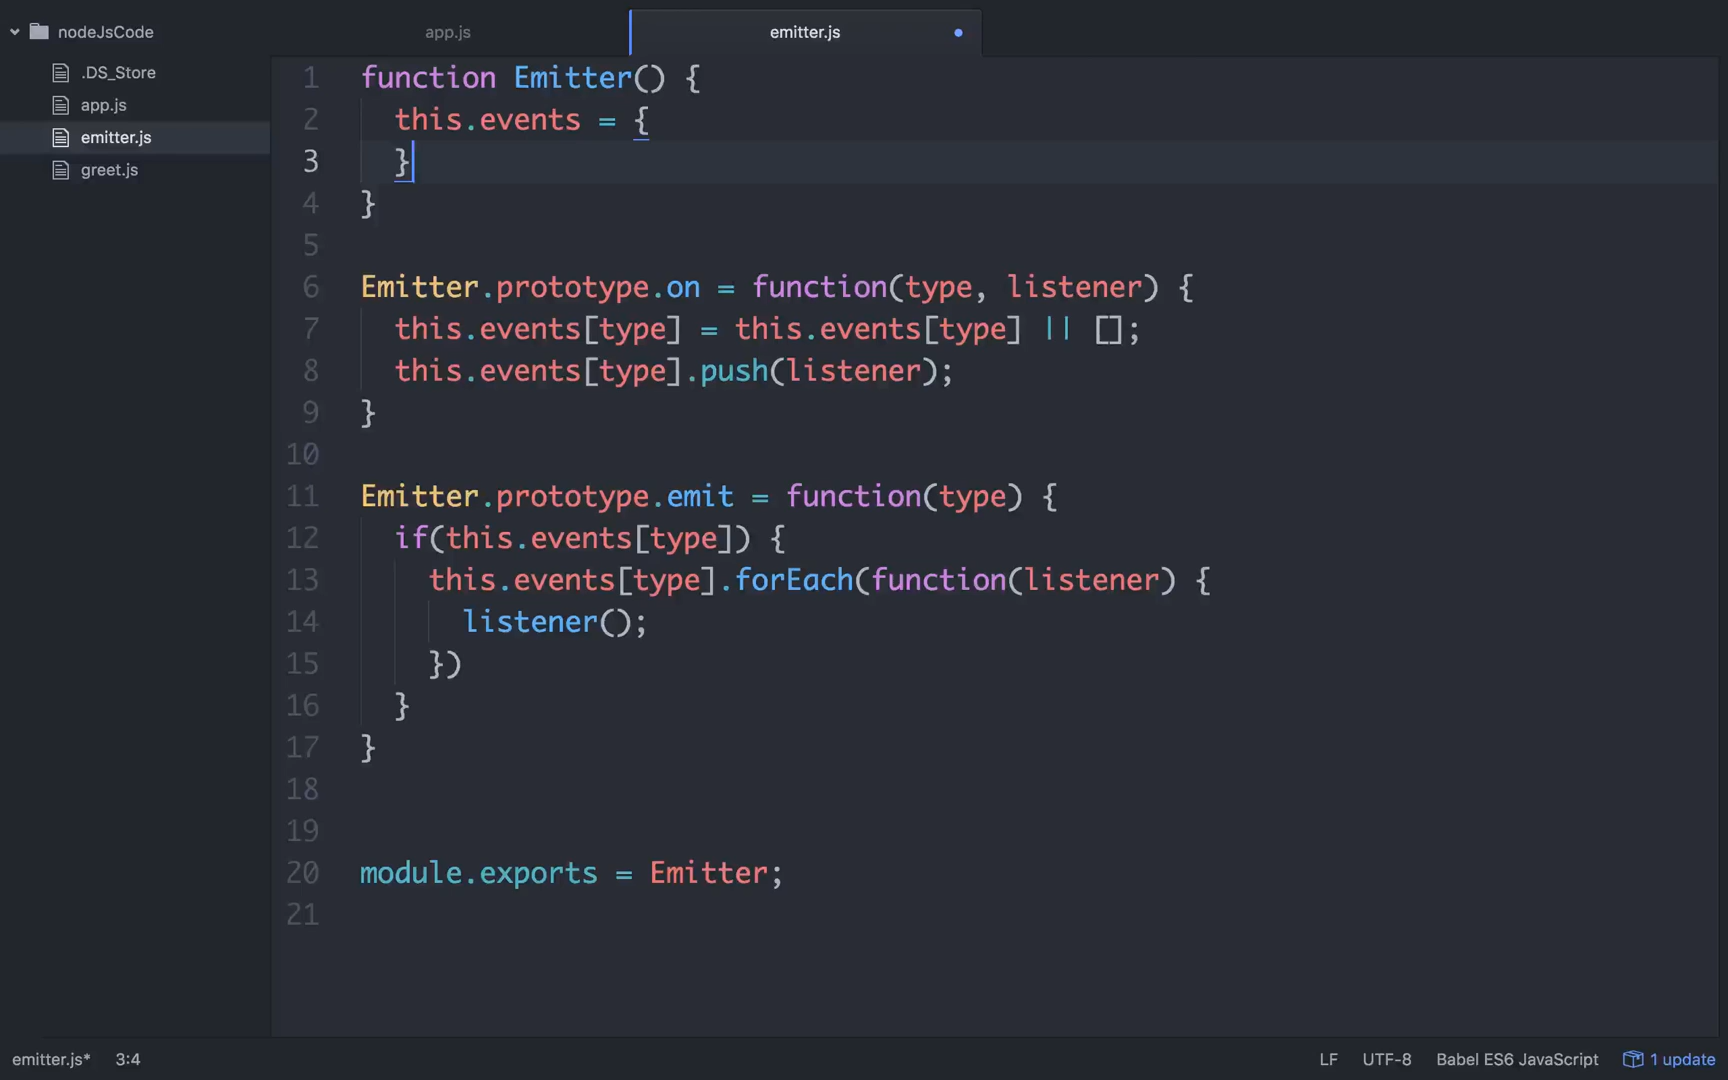 nodeJsCode
.DS_Store
app.js
emitter.js
greet.js
app.js
emitter.js
1 function Emitter() {
2   this.events = {
3   }
4 }
5
6 Emitter.prototype.on = function(type, listener) {
7   this.events[type] = this.events[type] || [];
8   this.events[type].push(listener);
9 }
10
11 Emitter.prototype.emit = function(type) {
12   if(this.events[type]) {
13     this.events[type].forEach(function(listener) {
14       listener();
15     })
16   }
17 }
18
19
20 module.exports = Emitter;
21
emitter.js* 3:4 LF UTF-8 Babel ES6 JavaScript 1 update